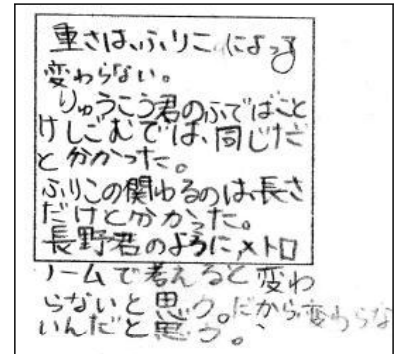 重さは、ふりこによって
変わらない。
りゅうこう君のふでばこと
けしごむでは、同じだ
と分かった。
ふりこの関わるのは、長さ
だけと分かった。
長野君のように、メトロ
ノームで考えると変わ
らないと思う。だから変わらな
いんだと思う。